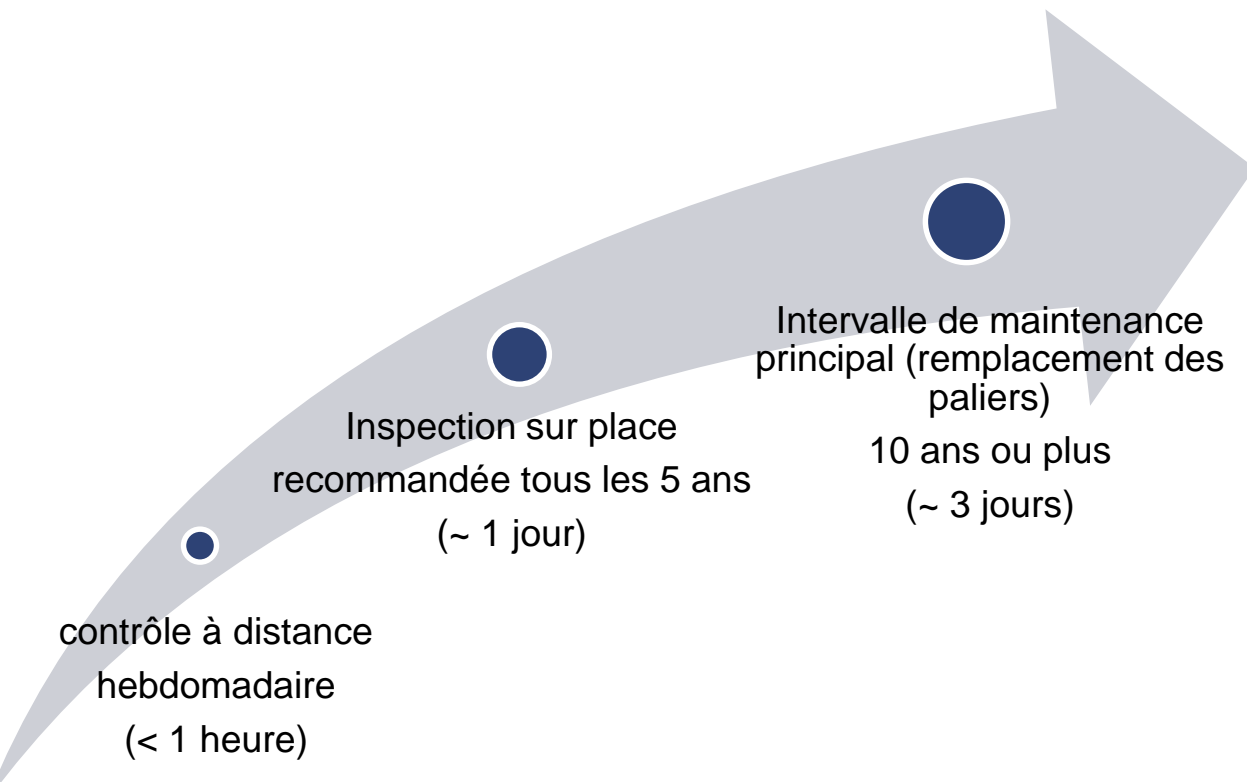 Intervalle de maintenance
principal (remplacement des
paliers)
10 ans ou plus
(~ 3 jours)
Inspection sur place
recommandée tous les 5 ans
(~ 1 jour)
contrôle à distance
hebdomadaire
(< 1 heure)